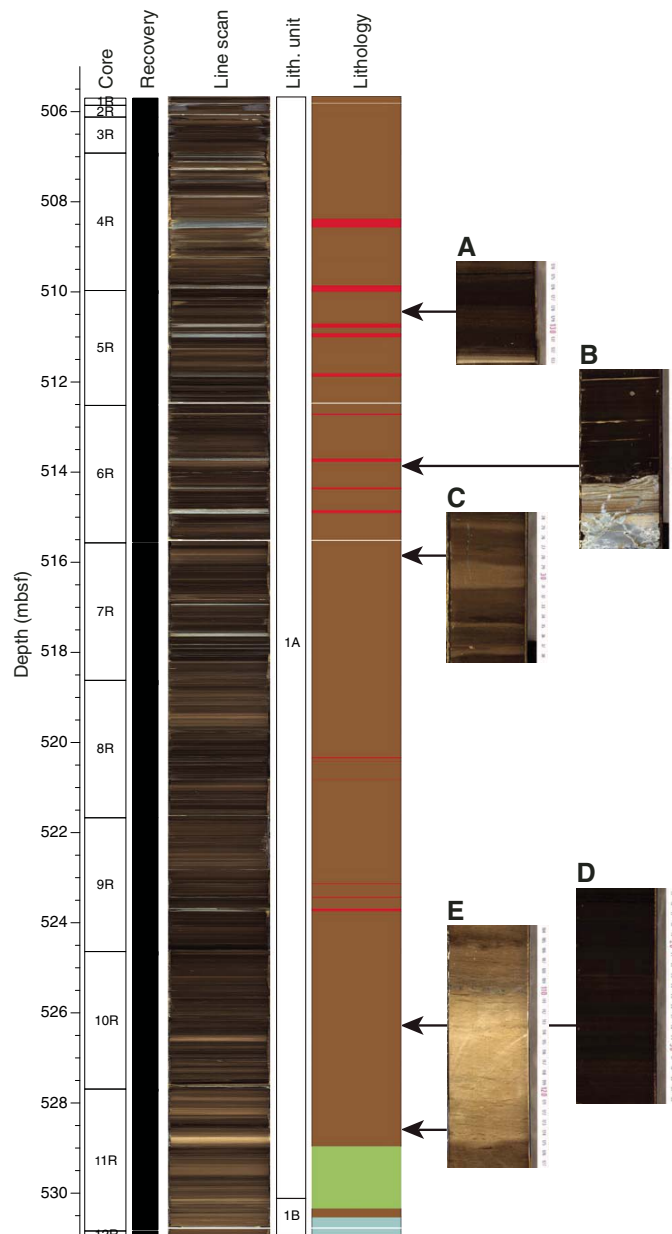 Core
Recovery
Line scan
Lith. unit
Lithology
Depth (mbsf)
506
508
510
512
514
516
518
520
522
524
526
528
530
1R
2R
3R
4R
5R
6R
7R
8R
9R
10R
11R
12R
1A
1B
A
B
C
D
E